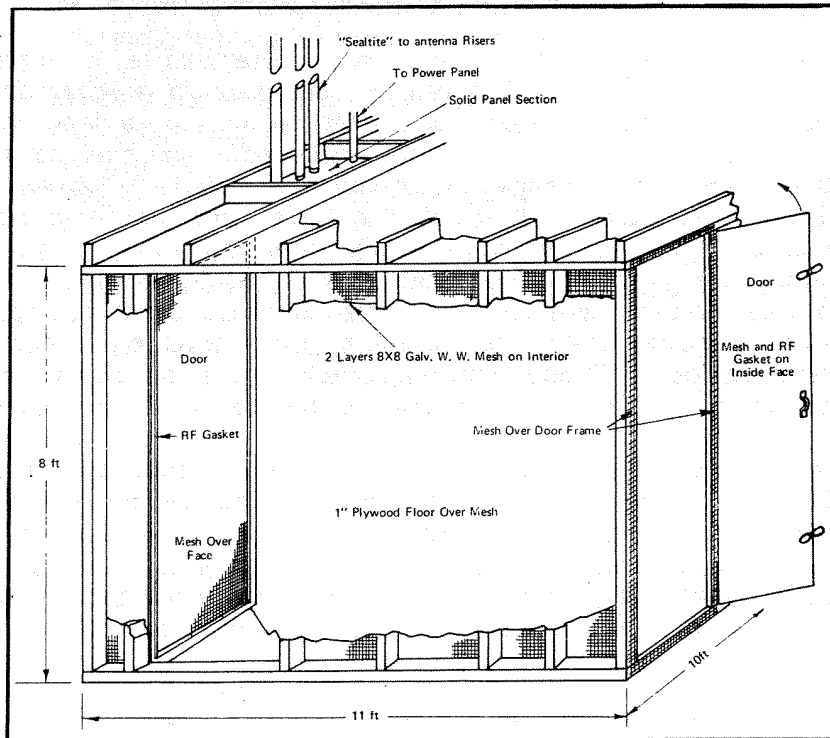 "Sealtite" to antenna Risers
To Power Panel
Solid Panel Section
Door
Door
2 Layers 8X8 Galv. W. W. Mesh on Interior
Mesh and RF
Gasket on
Inside Face
RF Gasket
Mesh Over Door Frame
8 ft
1" Plywood Floor Over Mesh
Mesh Over
Face
10ft
11 ft